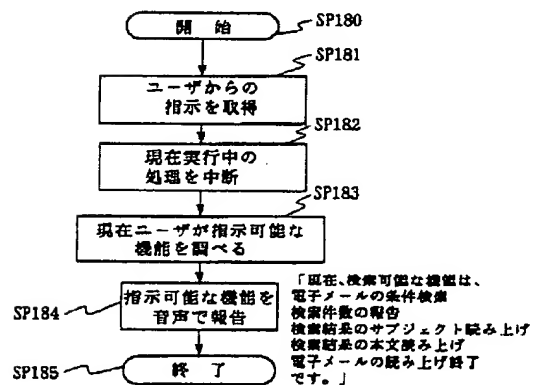 開 始
SP180
SP181
ユーザからの
指示を取得
SP182
現在実行中の
処理を中断
SP183
現在ユーザが指示可能な
機能を調べる
SP184
指示可能な機能を
音声で報告
「現在、検索可能な機能は、
電子メールの条件検索
検索件数の報告
検索結果のサブジェクト読み上げ
検索結果の本文読み上げ
電子メールの読み上げ終了
です。」
SP185
終 了